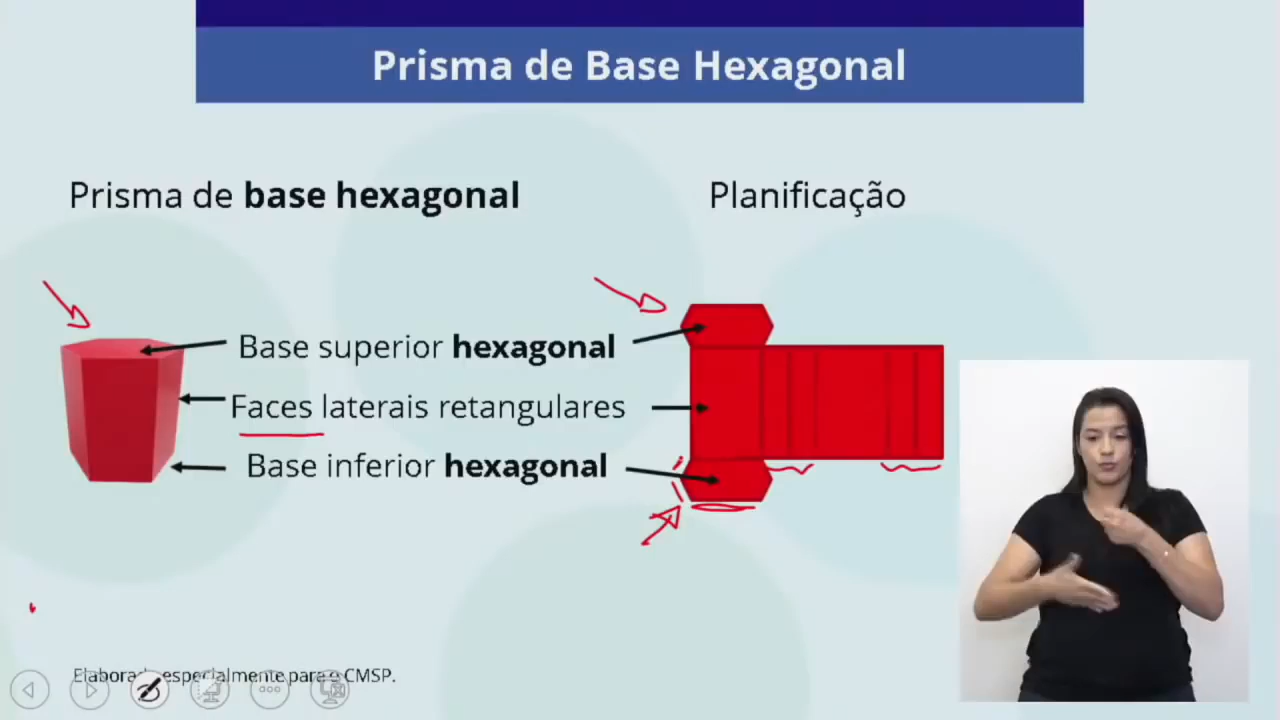 Prisma de Base Hexagonal
Prisma de base hexagonal
Planificação
Base superior hexagonal
Faces laterais retangulares
Base inferior hexagonal
Elaborado especialmente para o CMSP.